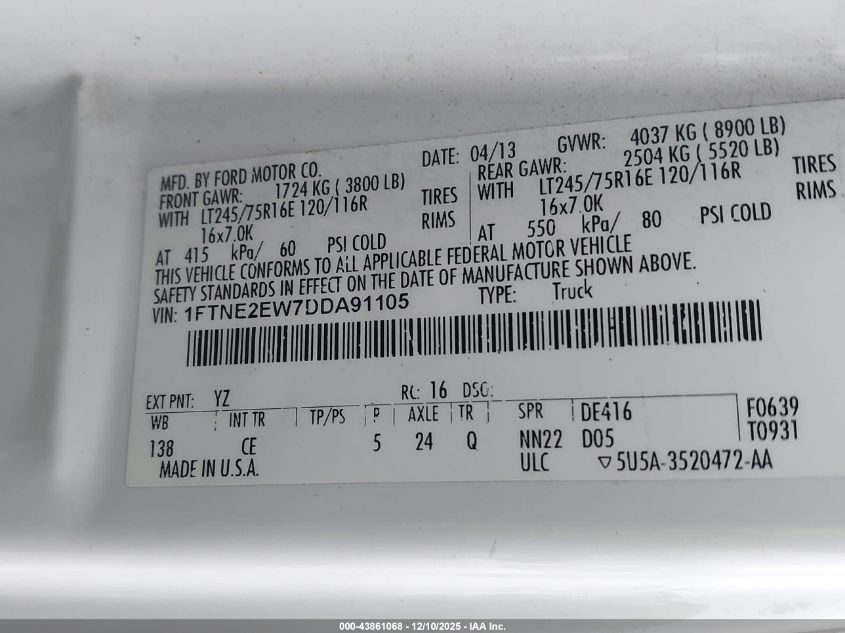 MFD. BY FORD MOTOR CO.
DATE: 04/13 GVWR: 4037 KG ( 8900 LB)
FRONT GAWR: 1724 KG ( 3800 LB) REAR GAWR: 2504 KG ( 5520 LB)
WITH LT245/75R16E 120/116R TIRES WITH LT245/75R16E 120/116R TIRES
16x7.0K RIMS 16x7.0K RIMS
AT 415 kPa/ 60 PSI COLD AT 550 kPa/ 80 PSI COLD
THIS VEHICLE CONFORMS TO ALL APPLICABLE FEDERAL MOTOR VEHICLE
SAFETY STANDARDS IN EFFECT ON THE DATE OF MANUFACTURE SHOWN ABOVE.
VIN: 1FTNE2EW7DDA91105 TYPE: Truck
EXT PNT: YZ RC: 16 DSO:
WB INT TR TP/PS R AXLE TR SPR DE416 F0639
138 CE 5 24 Q NN22 D05 T0931
MADE IN U.S.A. ULC ▽5U5A-3520472-AA
000-43861068 - 12/10/2025 - IAA Inc.